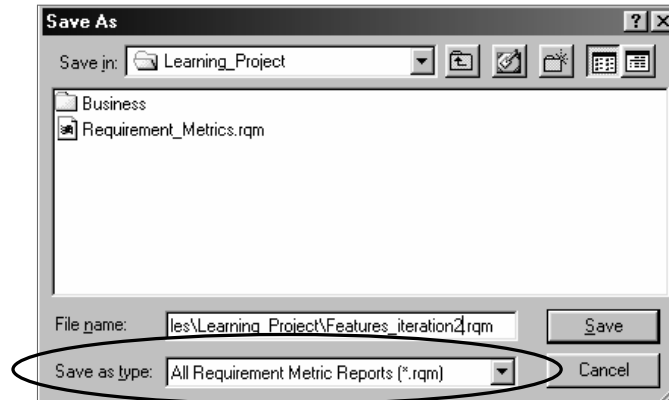 Save As
Save in: Learning_Project
Business
Requirement_Metrics.rqm
File name: les\Learning_Project\Features_iteration2.rqm Save
Save as type: All Requirement Metric Reports (*.rqm) Cancel